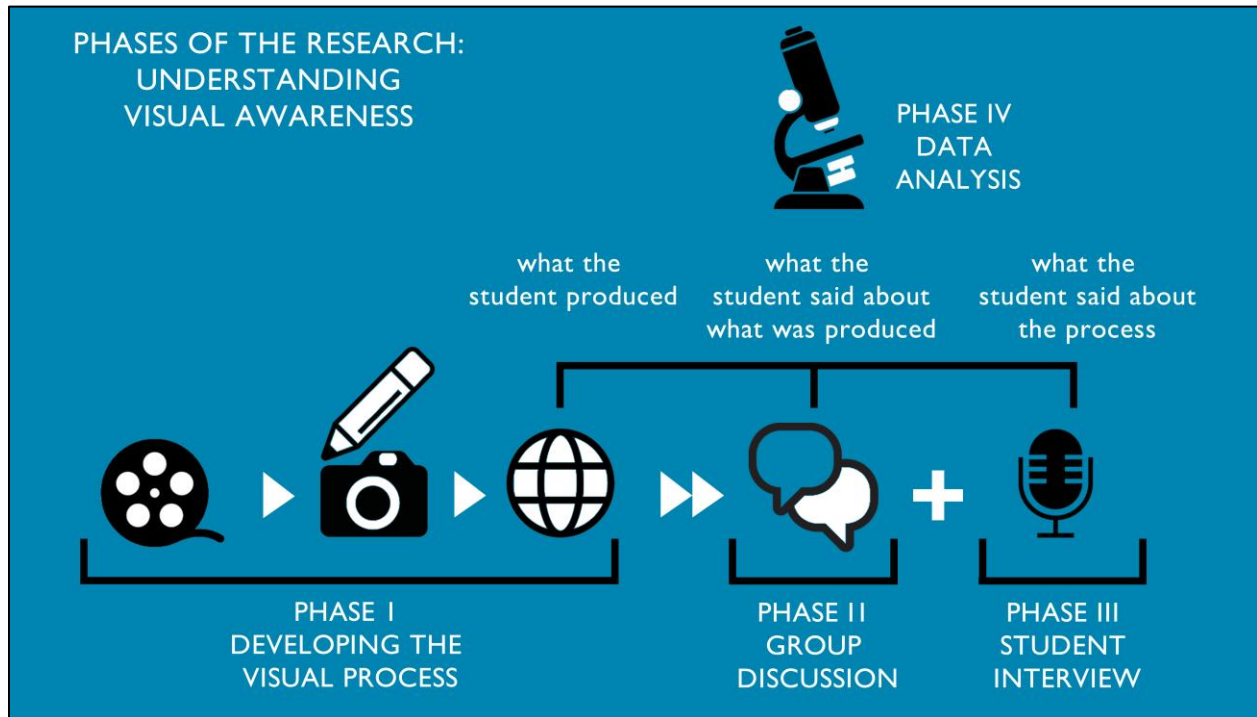 PHASES OF THE RESEARCH:
UNDERSTANDING
VISUAL AWARENESS
PHASE IV
DATA
ANALYSIS
what the
student produced
what the
student said about
what was produced
what the
student said about
the process
PHASE I
DEVELOPING THE
VISUAL PROCESS
PHASE II
GROUP
DISCUSSION
PHASE III
STUDENT
INTERVIEW